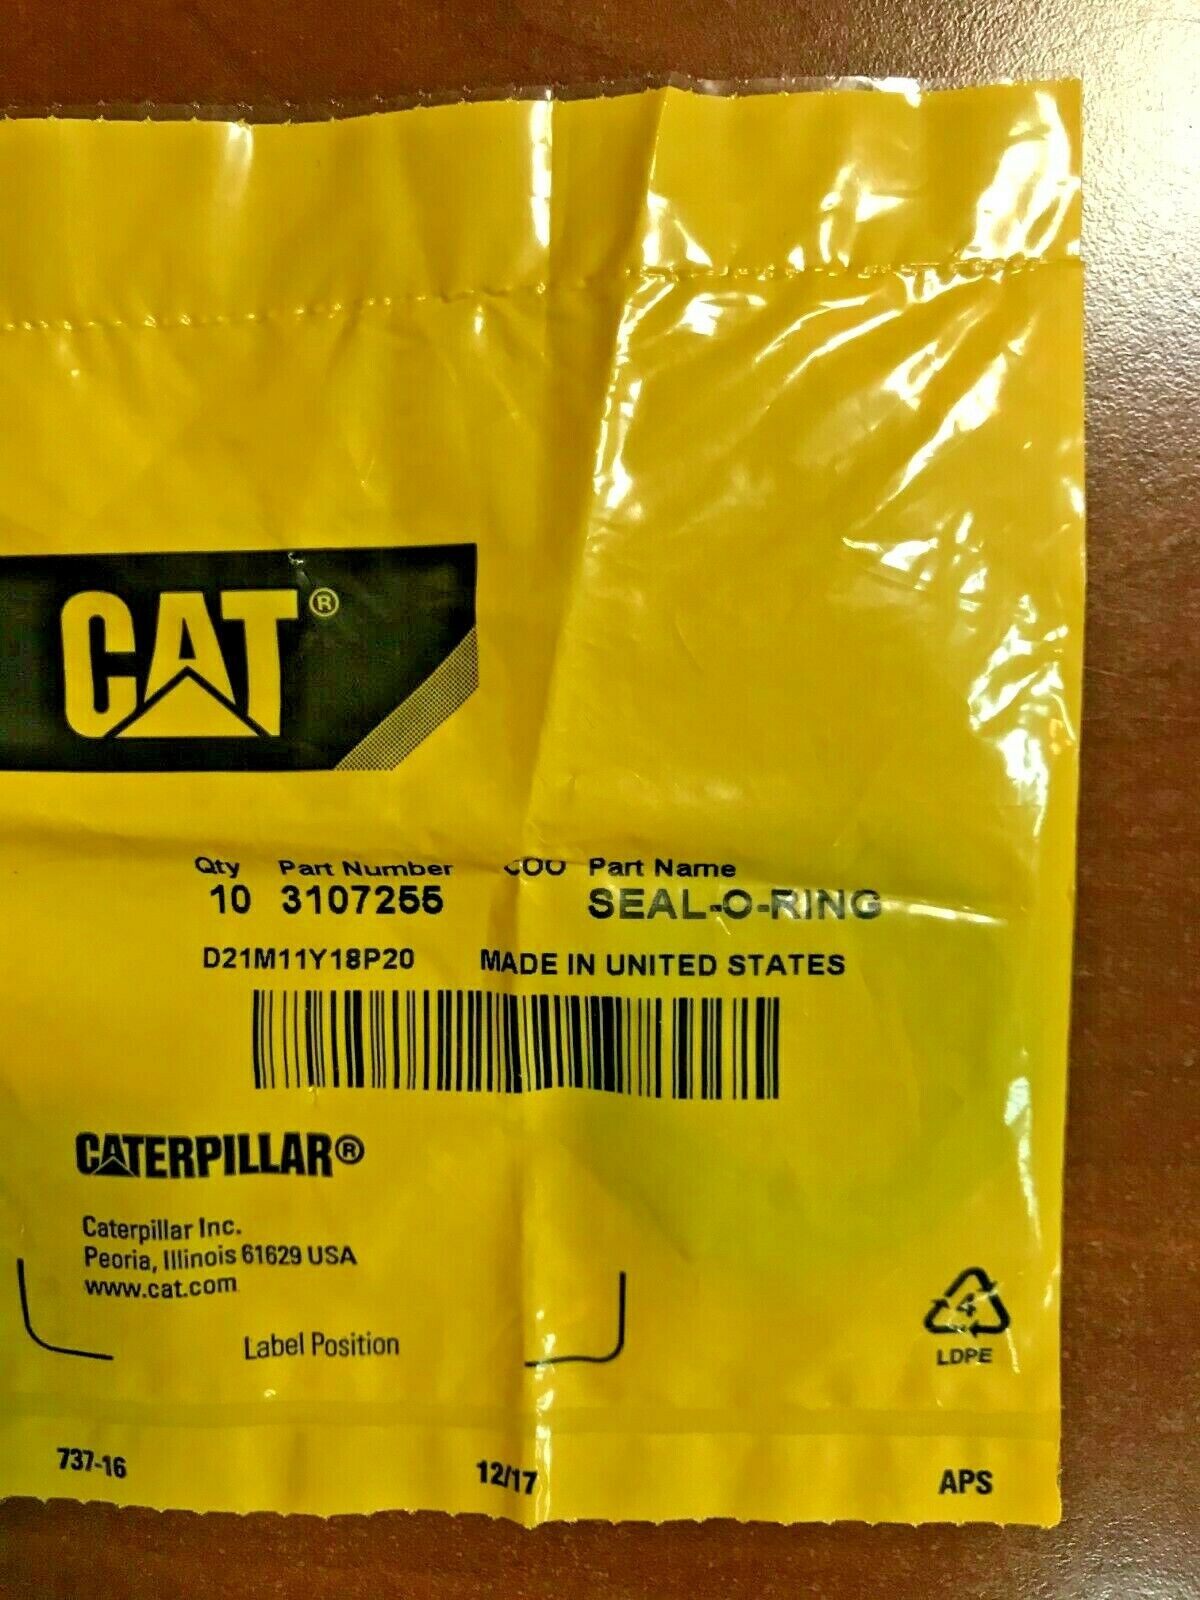 CAT®
Qty Part Number COO Part Name
10 3107255 SEAL-O-RING
D21M11Y18P20 MADE IN UNITED STATES
CATERPILLAR®
Caterpillar Inc.
Peoria, Illinois 61629 USA
www.cat.com
Label Position
4
LDPE
737-16 12/17 APS